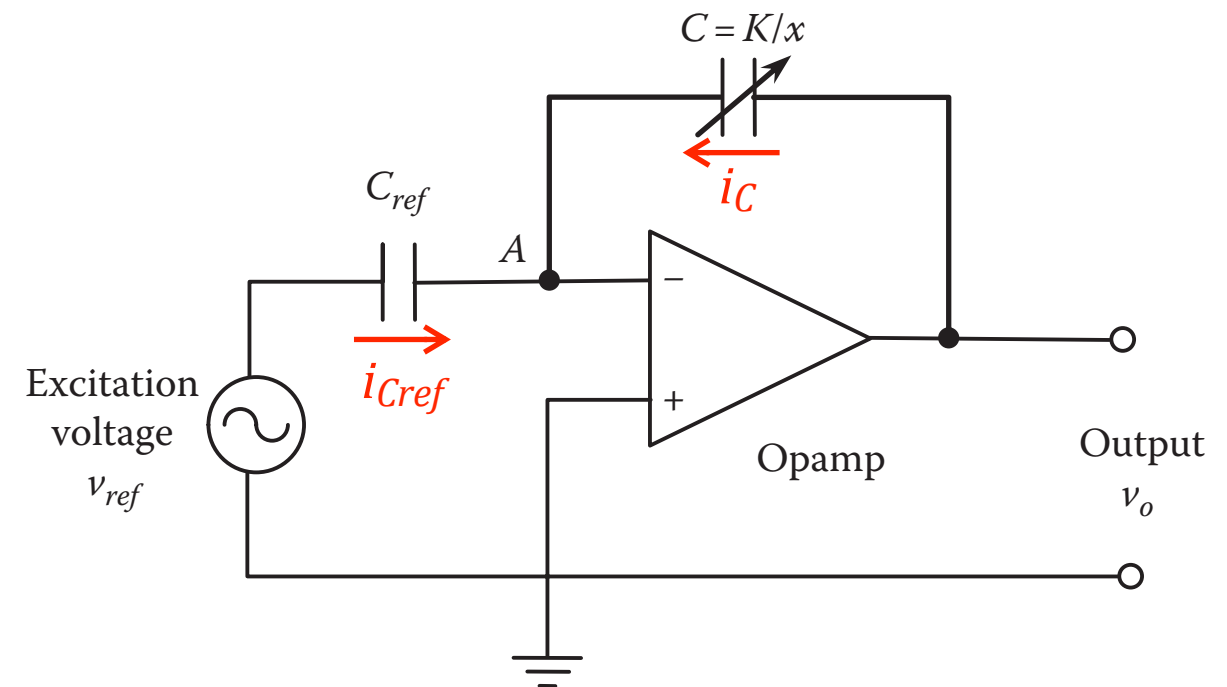 C = K/x
i_C
C_ref
A
−
i_Cref
+
Excitation
voltage
v_ref
Opamp
Output
v_o